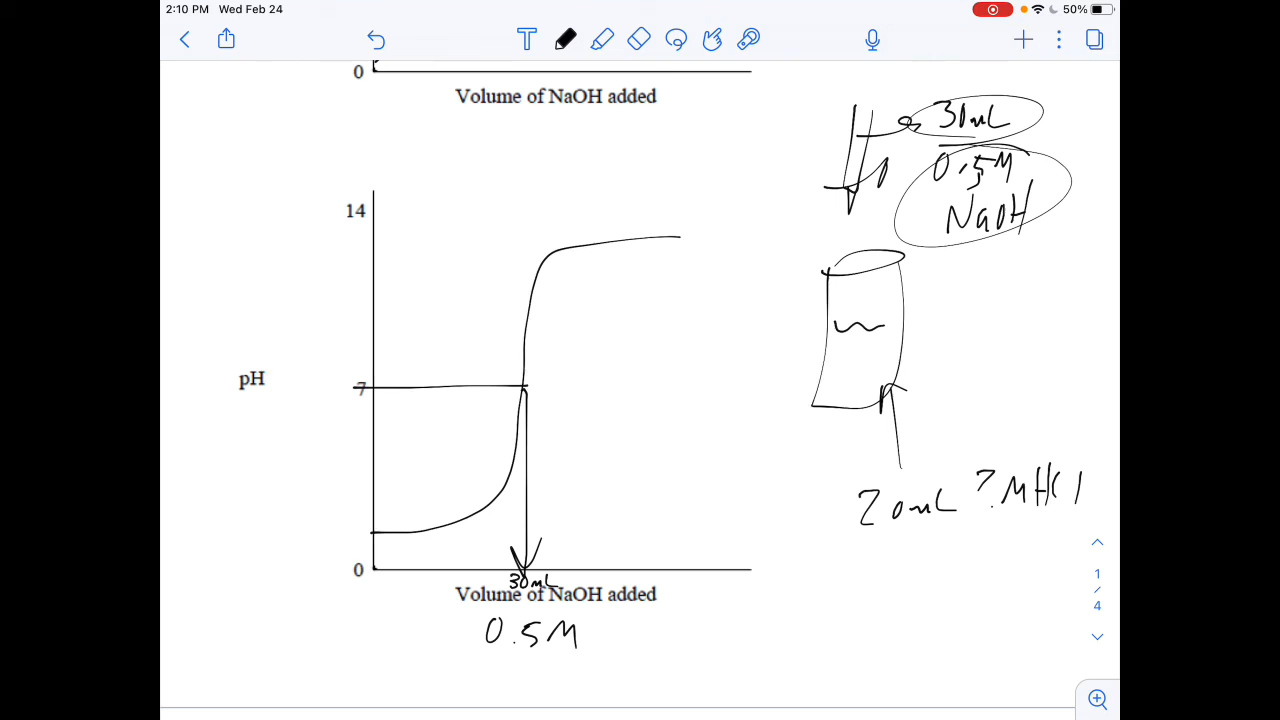 2:10 PM Wed Feb 24
50%
T
0
Volume of NaOH added
30mL
0.5M
NaOH
14
pH
7
20mL ?MHCl
0
30mL
Volume of NaOH added
0.5M
1
/
4